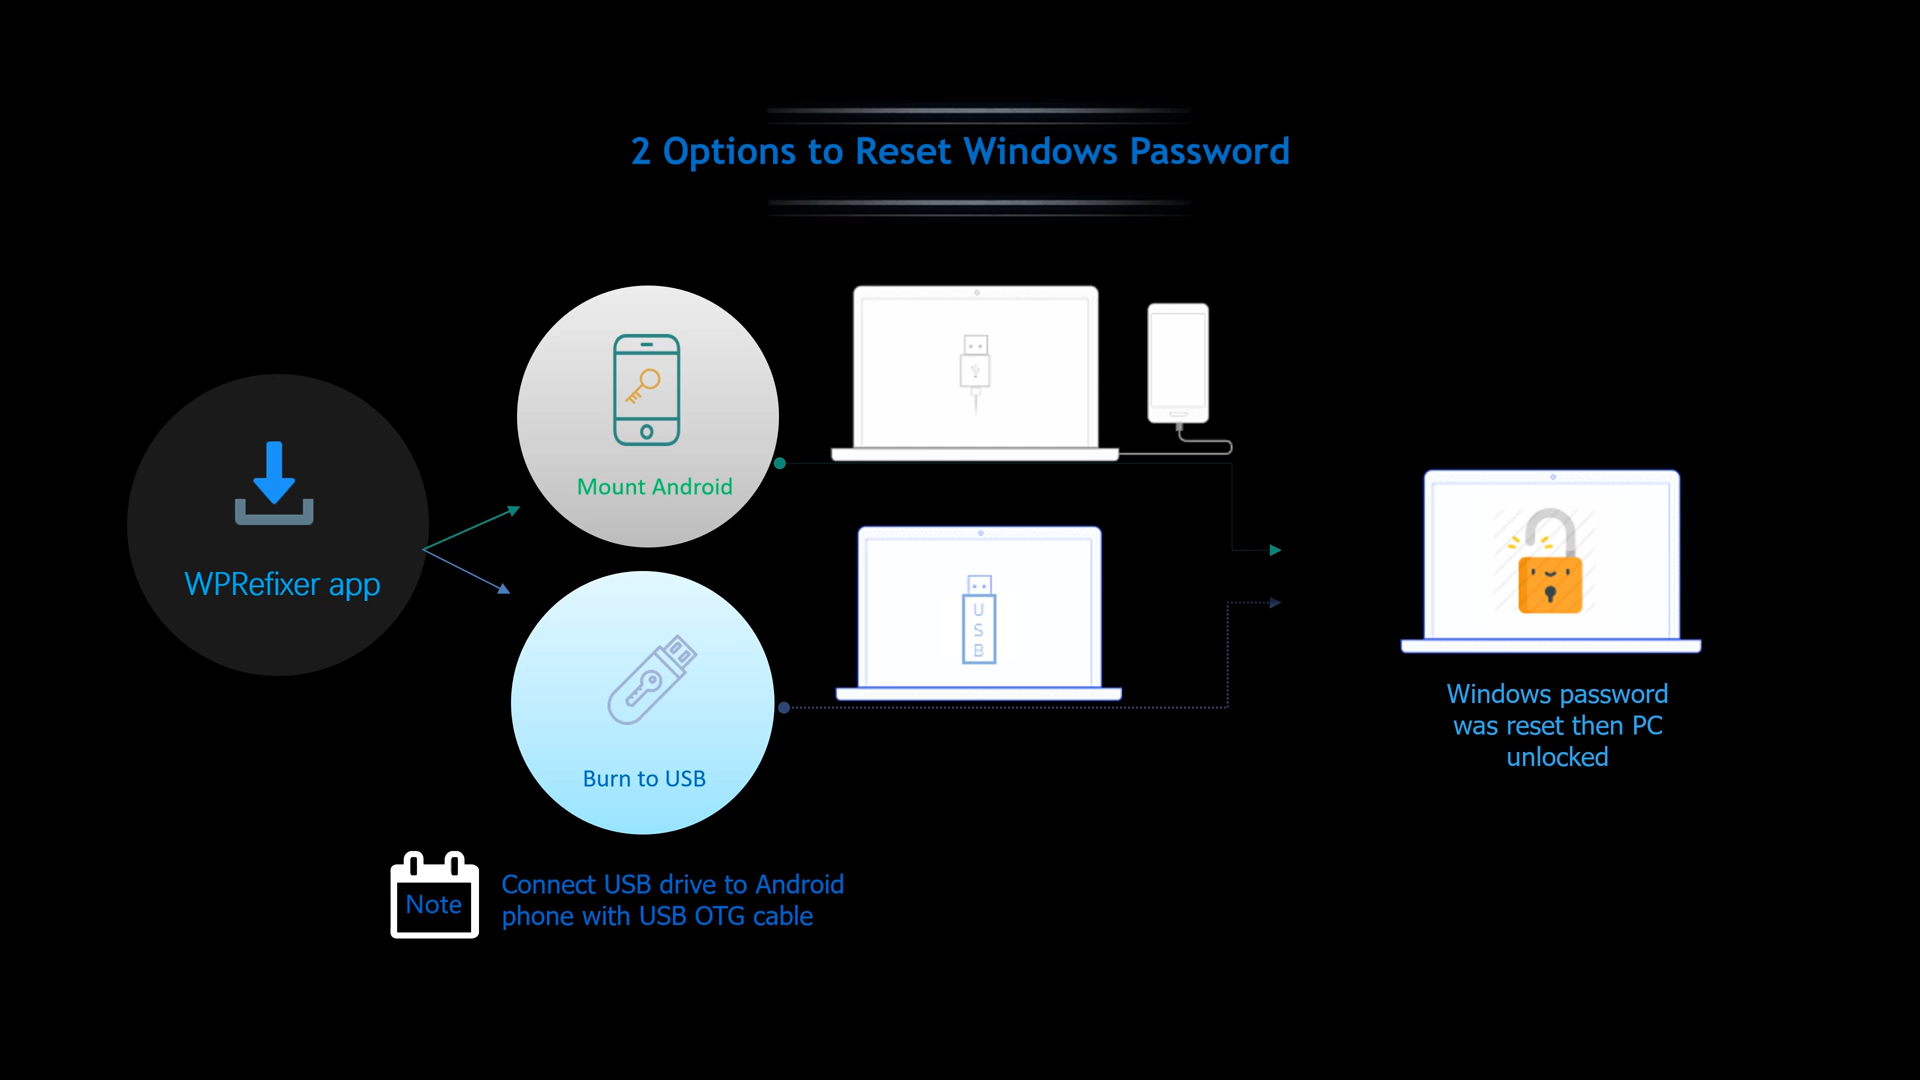 2 Options to Reset Windows Password
WPRefixer app
Mount Android
Burn to USB
U
S
B
Windows password
was reset then PC
unlocked
Note
Connect USB drive to Android
phone with USB OTG cable